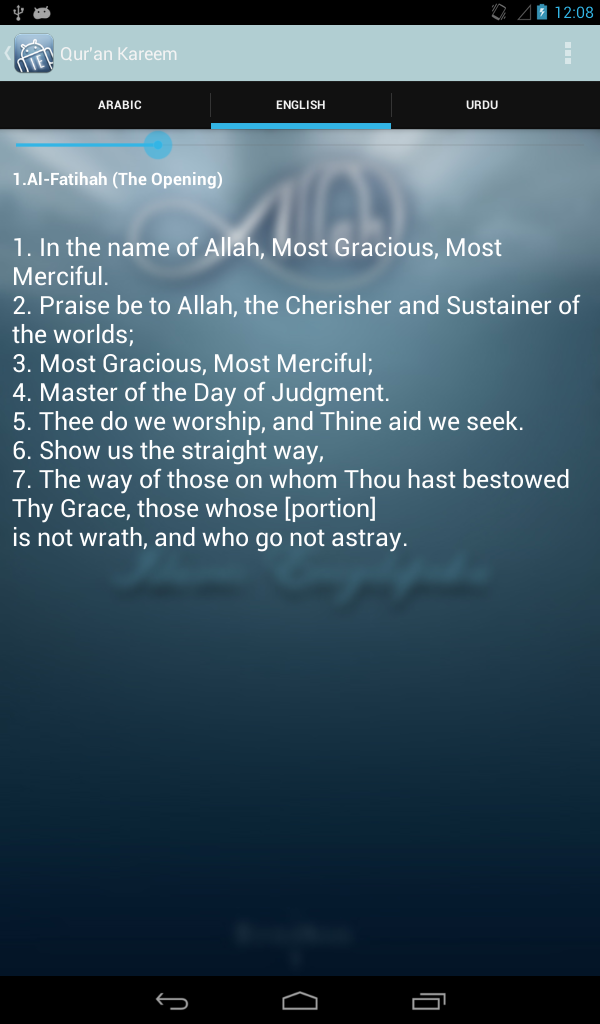 12:08
IE
Qur'an Kareem
ARABIC
ENGLISH
URDU
1.Al-Fatihah (The Opening)
Allah
1. In the name of Allah, Most Gracious, Most
Merciful.
2. Praise be to Allah, the Cherisher and Sustainer of
the worlds;
3. Most Gracious, Most Merciful;
4. Master of the Day of Judgment.
5. Thee do we worship, and Thine aid we seek.
6. Show us the straight way,
7. The way of those on whom Thou hast bestowed
Thy Grace, those whose [portion]
is not wrath, and who go not astray.